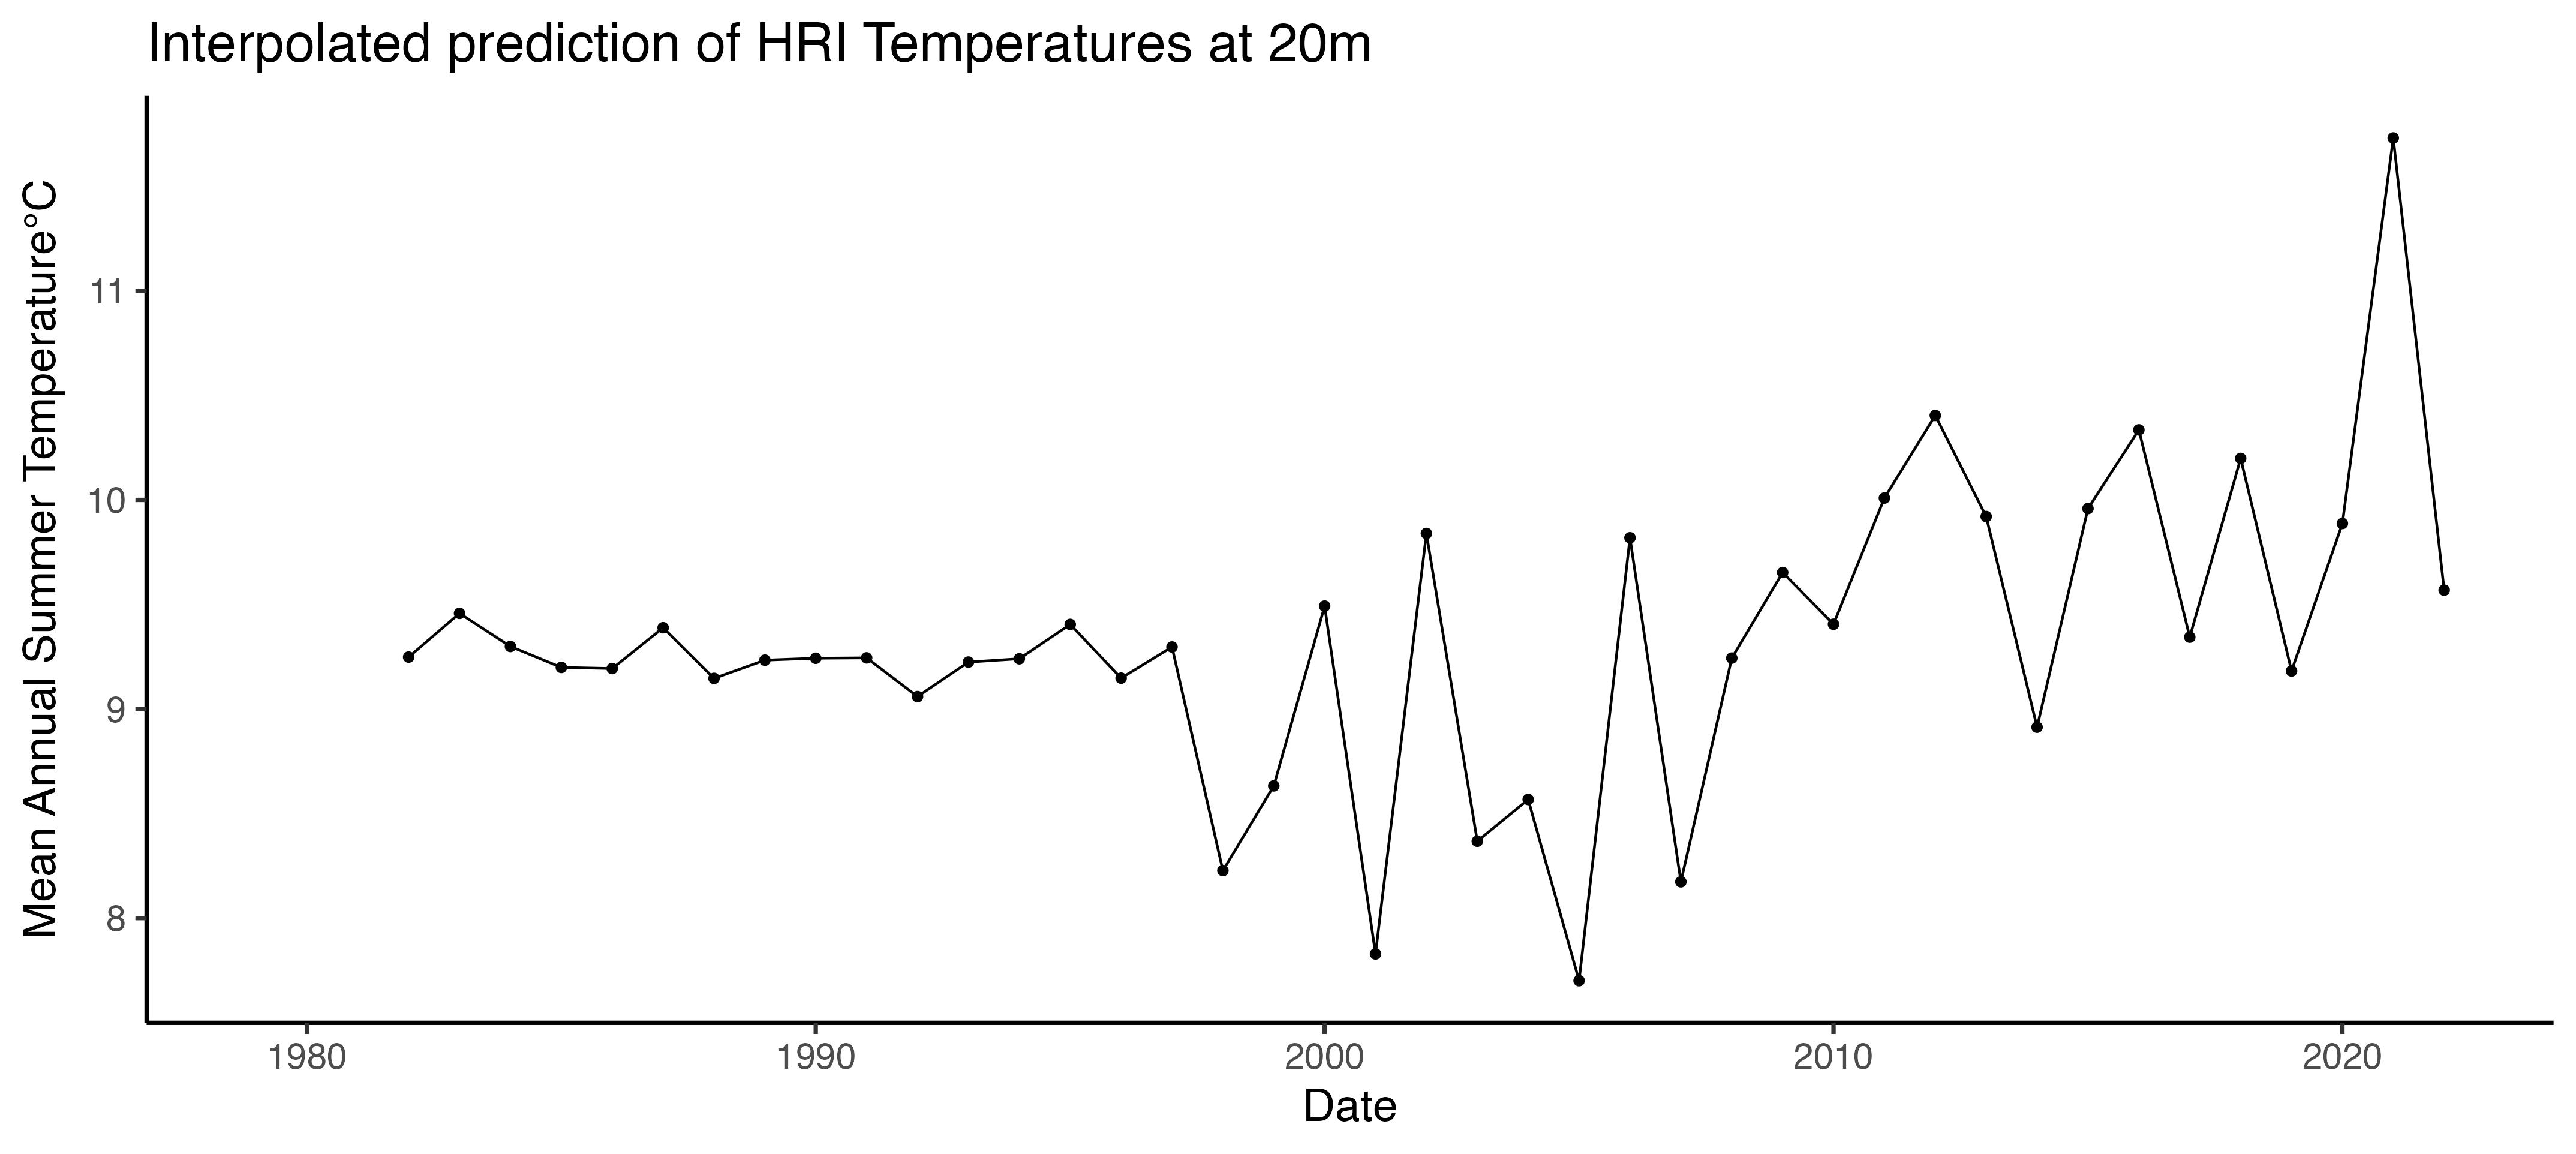 Interpolated prediction of HRI Temperatures at 20m
Mean Annual Summer Temperature°C
11
10
9
8
1980 1990 2000 2010 2020
Date